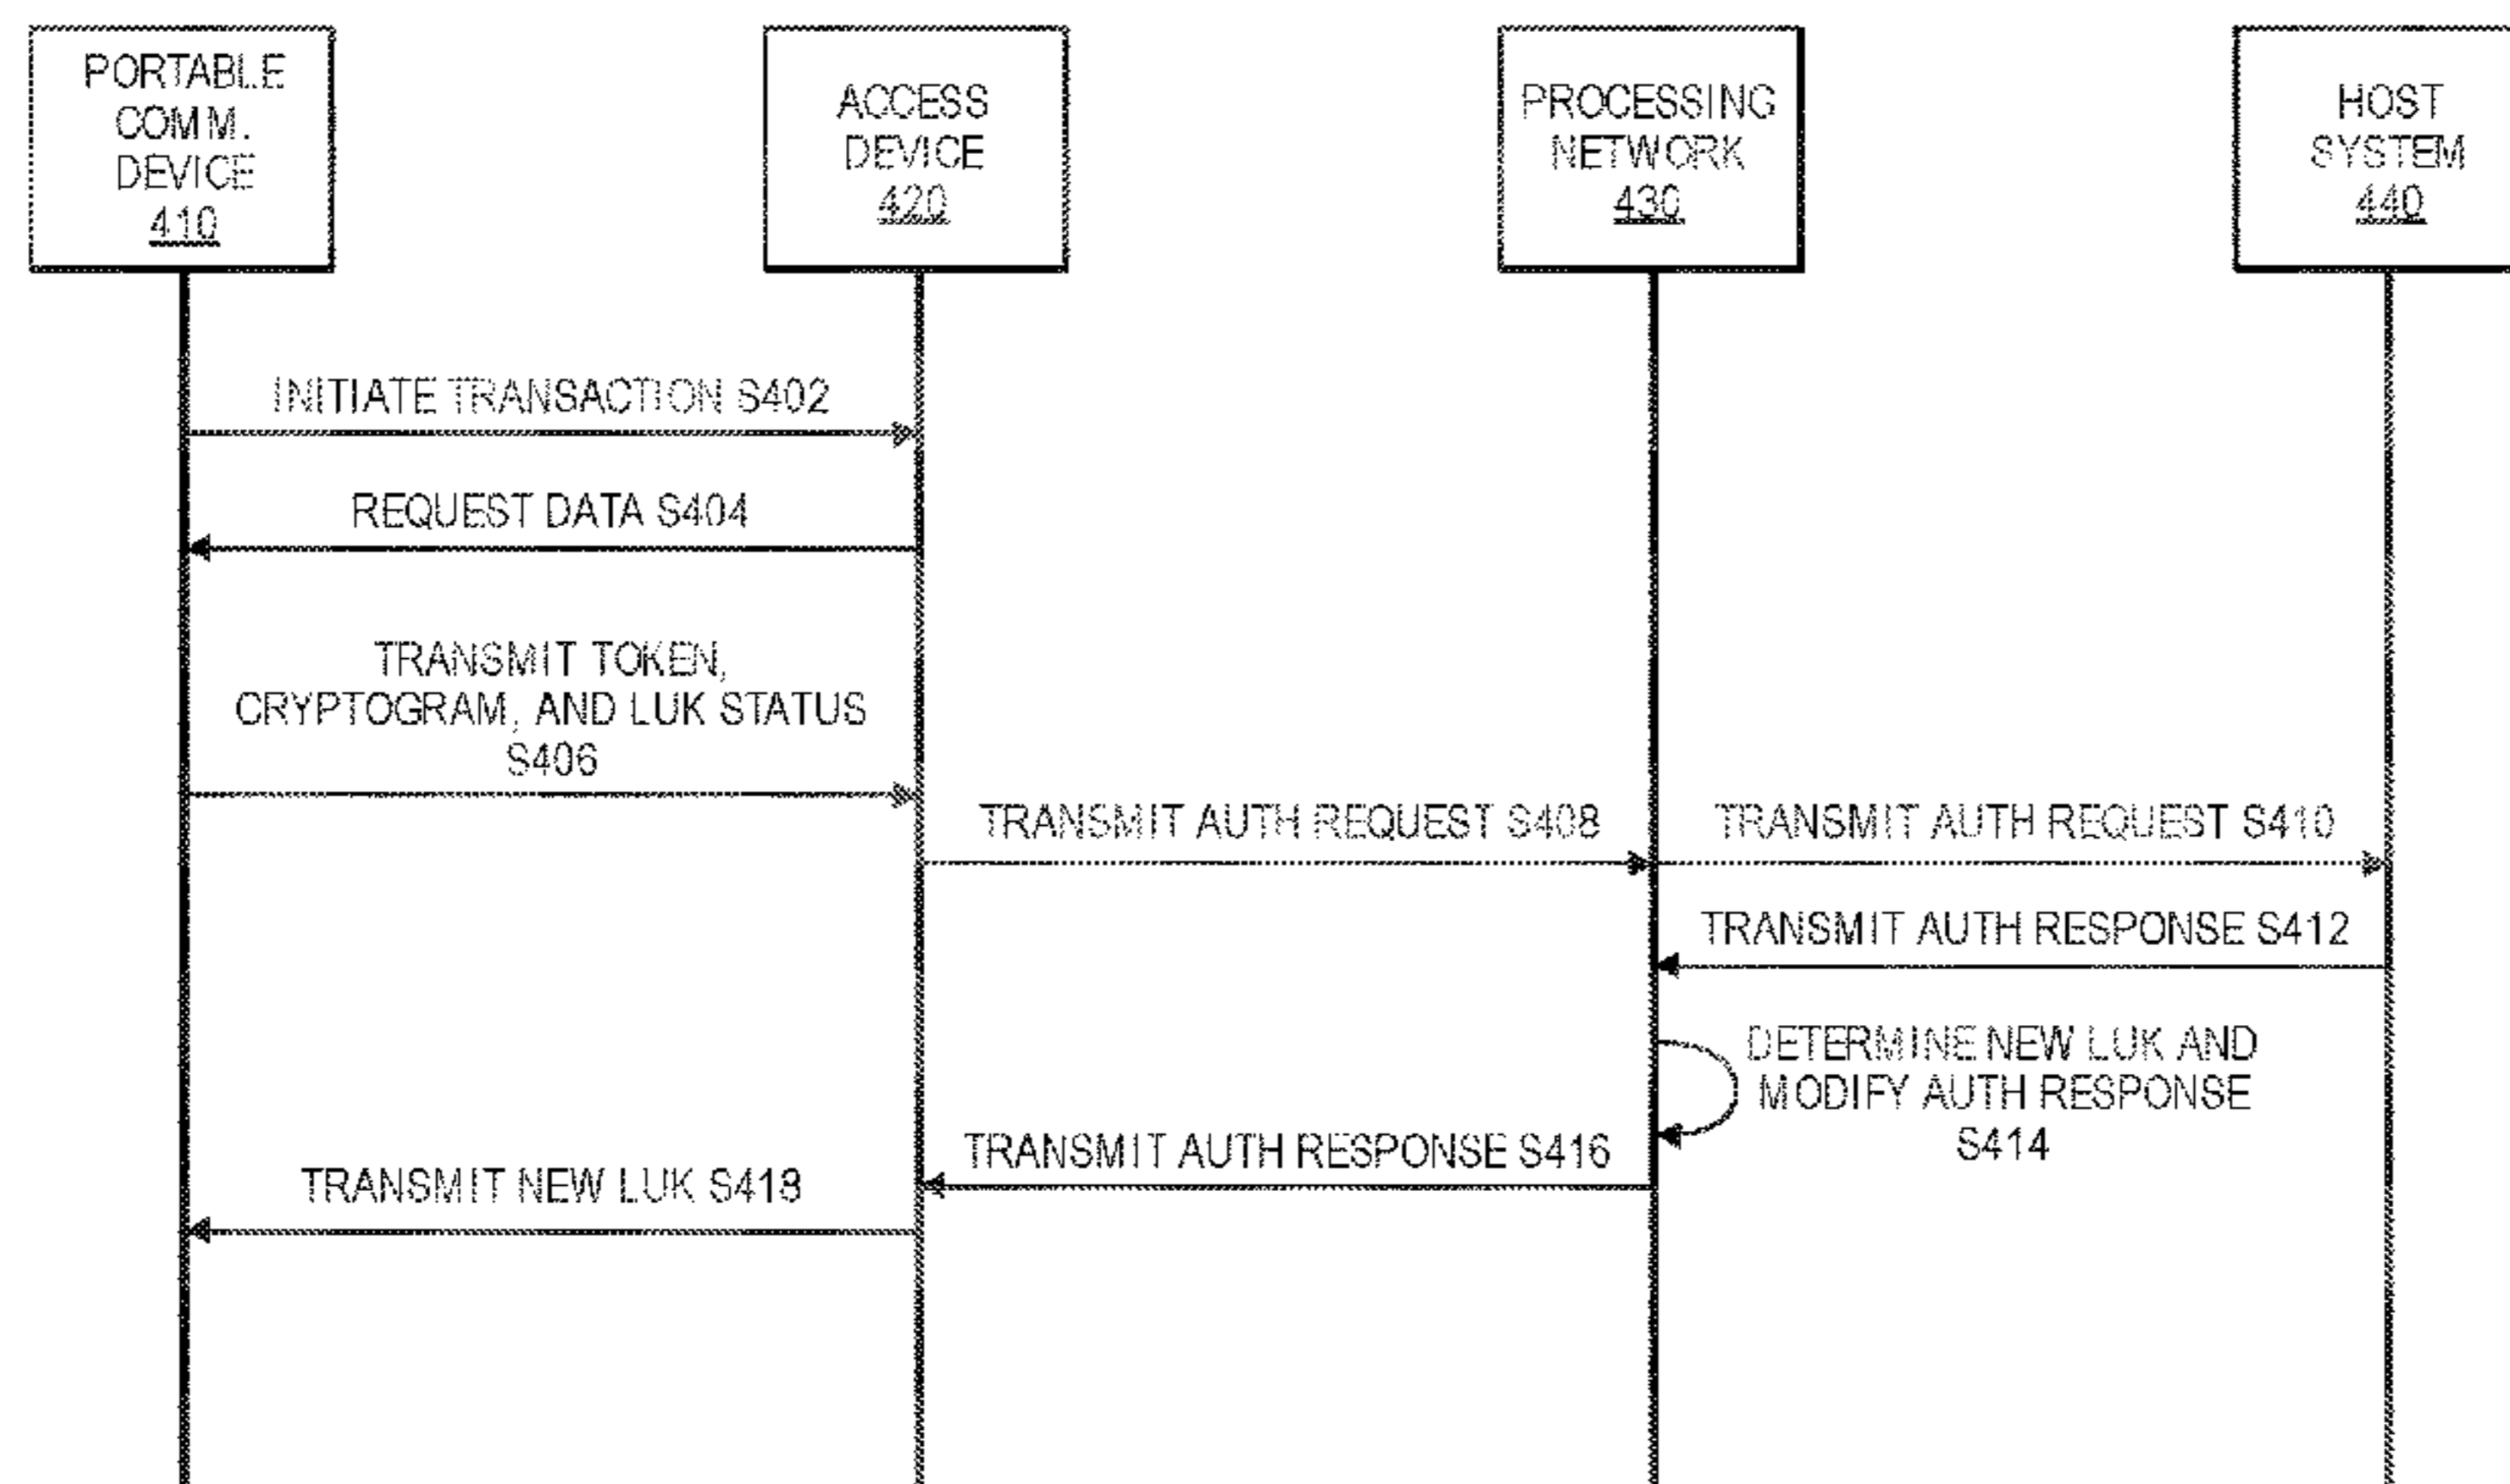 PORTABLE
COMM.
DEVICE
410
ACCESS
DEVICE
420
PROCESSING
NETWORK
430
HOST
SYSTEM
440
INITIATE TRANSACTION S402
REQUEST DATA S404
TRANSMIT TOKEN,
CRYPTOGRAM, AND LUK STATUS
S406
TRANSMIT AUTH REQUEST S408
TRANSMIT AUTH REQUEST S410
TRANSMIT AUTH RESPONSE S412
DETERMINE NEW LUK AND
MODIFY AUTH RESPONSE
S414
TRANSMIT AUTH RESPONSE S416
TRANSMIT NEW LUK S418